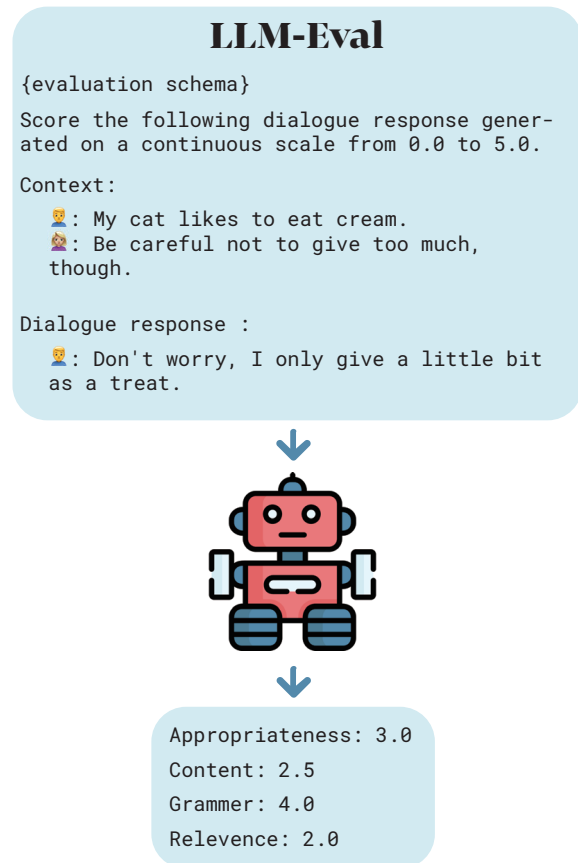 LLM-Eval
{evaluation schema}
Score the following dialogue response gener-
ated on a continuous scale from 0.0 to 5.0.
Context:
: My cat likes to eat cream.
: Be careful not to give too much,
though.
Dialogue response :
: Don't worry, I only give a little bit
as a treat.
Appropriateness: 3.0
Content: 2.5
Grammer: 4.0
Relevence: 2.0